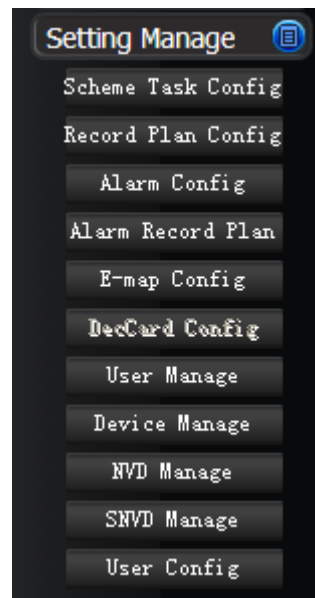 Setting Manage
Scheme Task Config
Record Plan Config
Alarm Config
Alarm Record Plan
E-map Config
DecCard Config
User Manage
Device Manage
NVD Manage
SNVD Manage
User Config